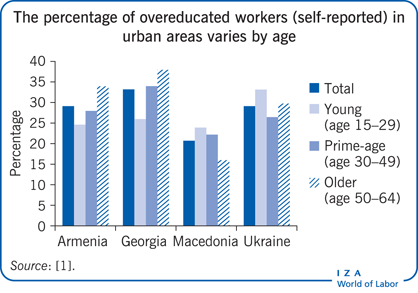 The percentage of overeducated workers (self-reported) in
urban areas varies by age
Percentage
40
35
30
25
20
15
10
5
0
Armenia Georgia Macedonia Ukraine
Total
Young
(age 15–29)
Prime-age
(age 30–49)
Older
(age 50–64)
Source: [1].
I Z A
World of Labor